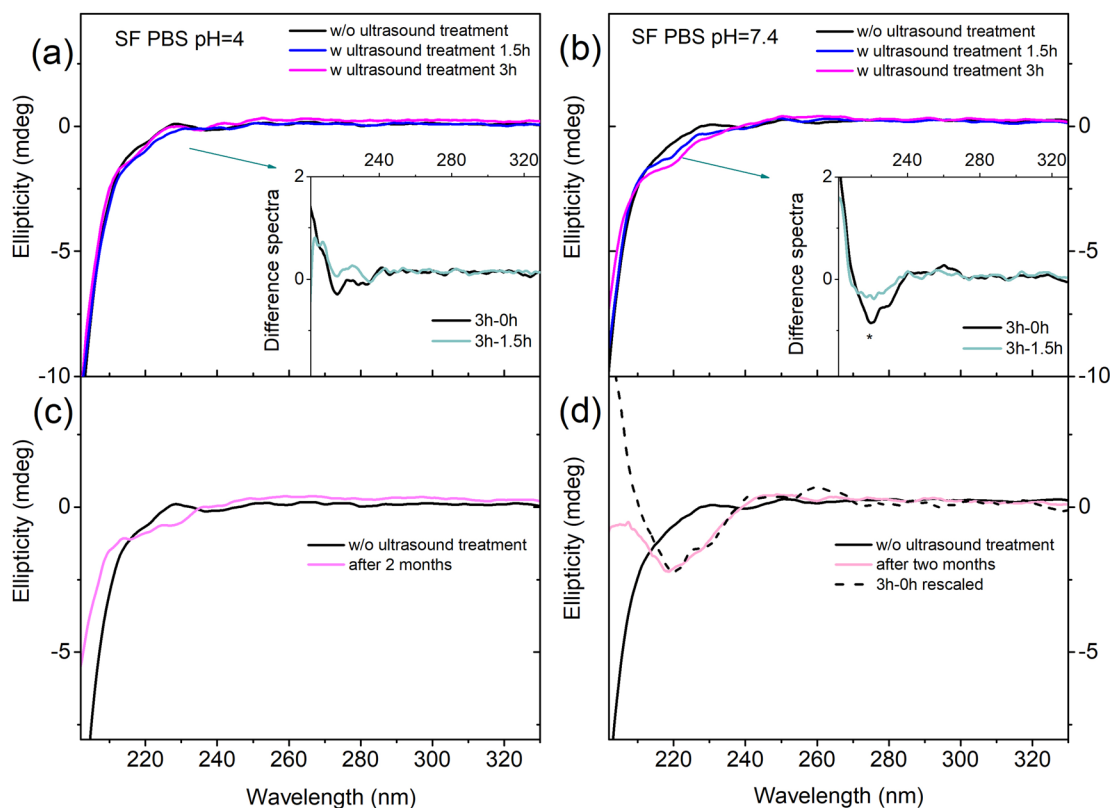 (a)
SF PBS pH=4
w/o ultrasound treatment
w ultrasound treatment 1.5h
w ultrasound treatment 3h
0
-5
-10
Ellipticity (mdeg)
240 280 320
2
0
Difference spectra
3h-0h
3h-1.5h
(b)
SF PBS pH=7.4
w/o ultrasound treatment
w ultrasound treatment 1.5h
w ultrasound treatment 3h
0
-5
-10
Ellipticity (mdeg)
240 280 320
2
0
Difference spectra
*
3h-0h
3h-1.5h
(c)
0
-5
Ellipticity (mdeg)
w/o ultrasound treatment
after 2 months
220 240 260 280 300 320
Wavelength (nm)
(d)
0
-5
Ellipticity (mdeg)
w/o ultrasound treatment
after two months
3h-0h rescaled
220 240 260 280 300 320
Wavelength (nm)